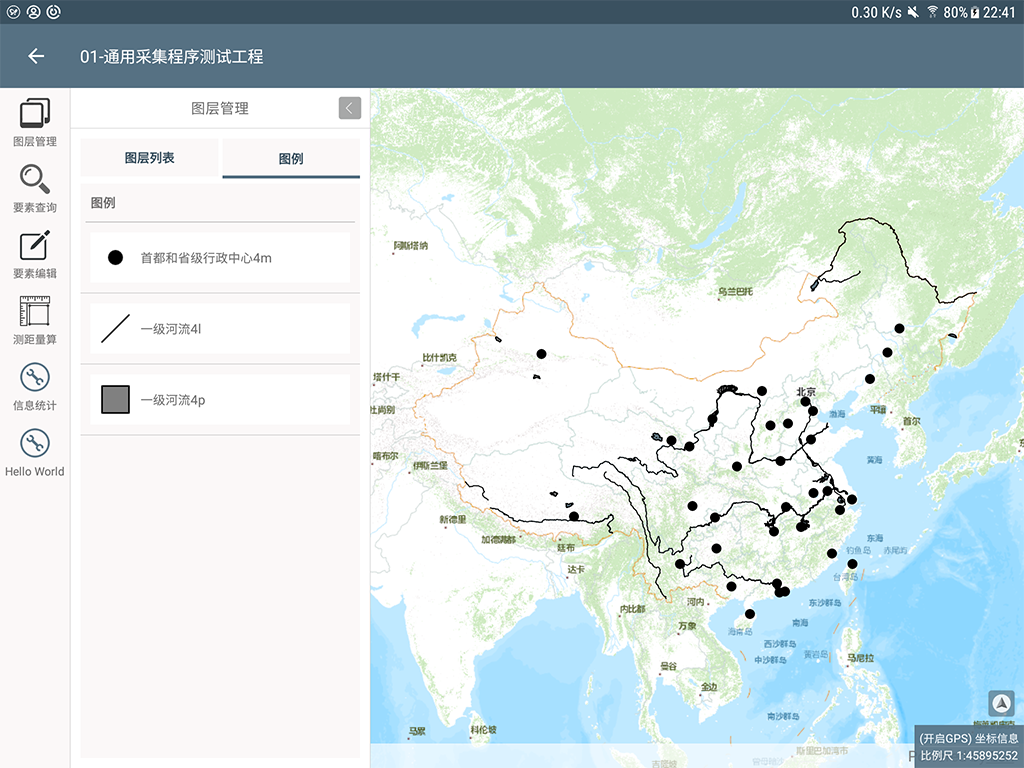 0.30 K/s 80% 22:41
01-通用采集程序测试工程
图层管理
要素查询
要素编辑
测距量算
信息统计
Hello World
图层管理
图层列表
图例
图例
首都和省级行政中心4m
一级河流4l
一级河流4p
阿斯塔纳
乌兰巴托
比什凯克
塔什干
北京
杜尚别
渤海
平壤
首尔
喀布尔
伊斯兰堡
黄海
新德里
加德满都
廷布
东海
钓鱼岛
赤尾屿
达卡
台湾岛
内比都
河内
东沙群岛
万象
海南岛
南海
西沙群岛
黄岩岛
曼谷
中沙群岛
马尼拉
金边
南沙群岛
马累
科伦坡
斯里巴加湾市
吉隆坡
(开启GPS) 坐标信息
比例尺 1:45895252